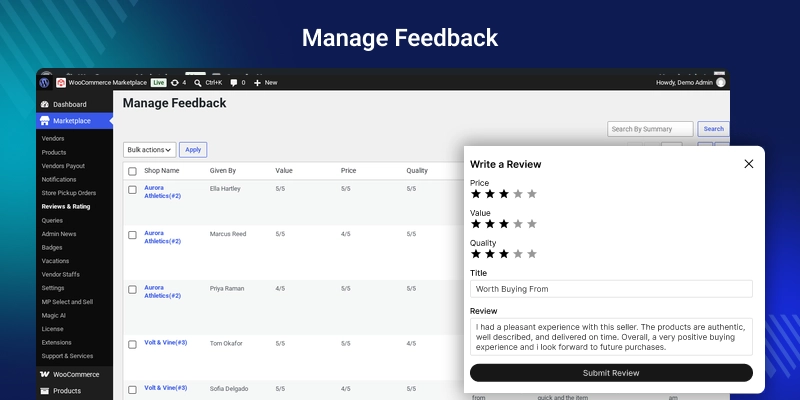 Manage Feedback
WooCommerce Marketplace Live 4 Ctrl+K 0 New Howdy, Demo Admin
Dashboard
Marketplace
Vendors
Products
Vendors Payout
Notifications
Store Pickup Orders
Reviews & Rating
Queries
Admin News
Badges
Vacations
Vendor Staffs
Settings
MP Select and Sell
Magic AI
License
Extensions
Support & Services
WooCommerce
Products
Manage Feedback
Search By Summary Search
Bulk actions Apply
Shop Name Given By Value Price Quality
Aurora Athletics(#2) Ella Hartley 5/5 5/5 5/5
Aurora Athletics(#2) Marcus Reed 5/5 4/5 5/5
Aurora Athletics(#2) Priya Raman 4/5 5/5 5/5
Volt & Vine(#3) Tom Okafor 5/5 4/5 4/5
Volt & Vine(#3) Sofia Delgado 5/5 5/5 4/5
from quick and the item am
Write a Review
Price
Value
Quality
Title
Worth Buying From
Review
I had a pleasant experience with this seller. The products are authentic,
well described, and delivered on time. Overall, a very positive buying
experience and i look forward to future purchases.
Submit Review